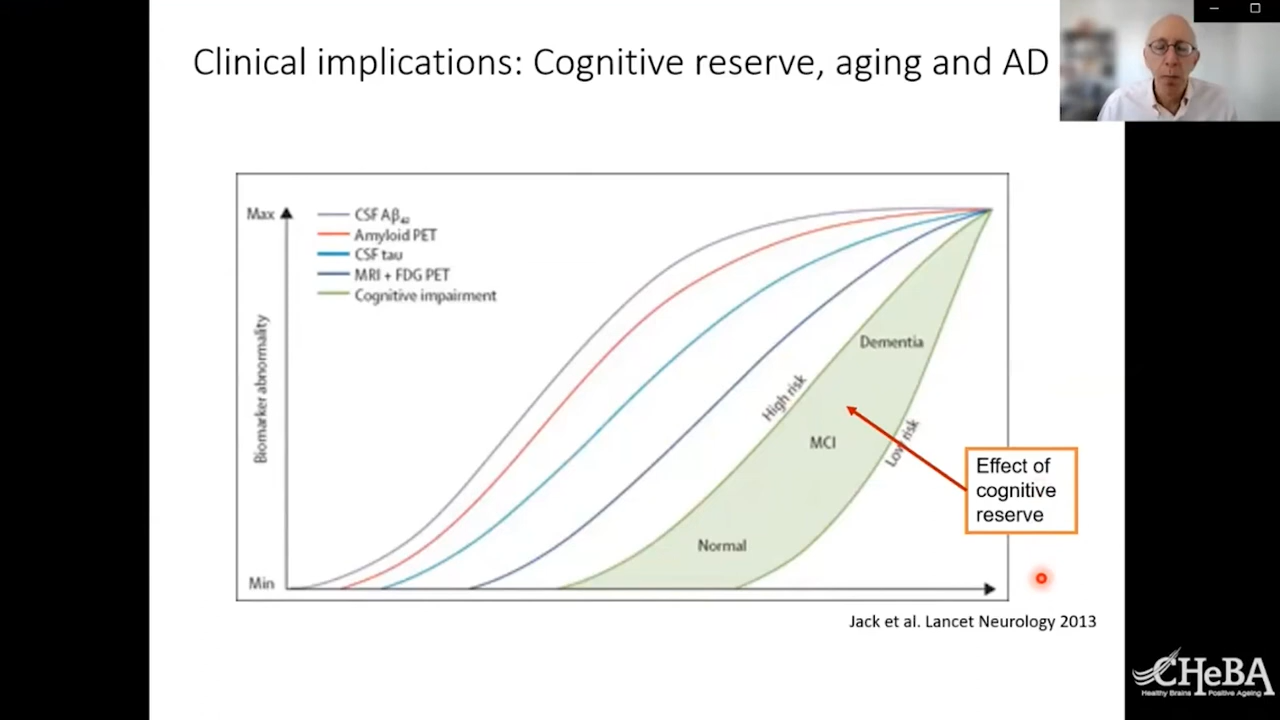 Clinical implications: Cognitive reserve, aging and AD
Max
CSF Aβ₄₂
Amyloid PET
CSF tau
MRI + FDG PET
Cognitive impairment
Biomarker abnormality
Dementia
High risk
MCI
Low risk
Effect of
cognitive
reserve
Normal
Min
Jack et al. Lancet Neurology 2013
CHeBA
Healthy Brains Positive Ageing